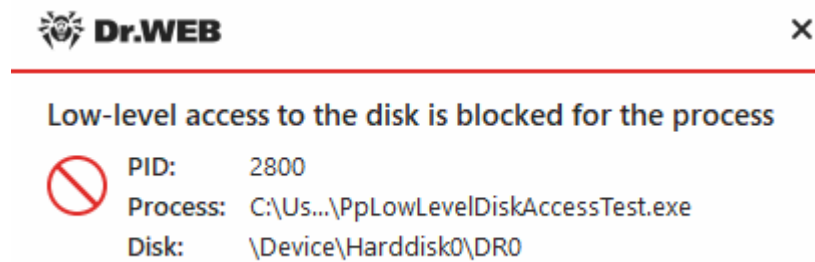 Dr.WEB
Low-level access to the disk is blocked for the process
PID: 2800
Process: C:\Us...\PpLowLevelDiskAccessTest.exe
Disk: \Device\Harddisk0\DR0